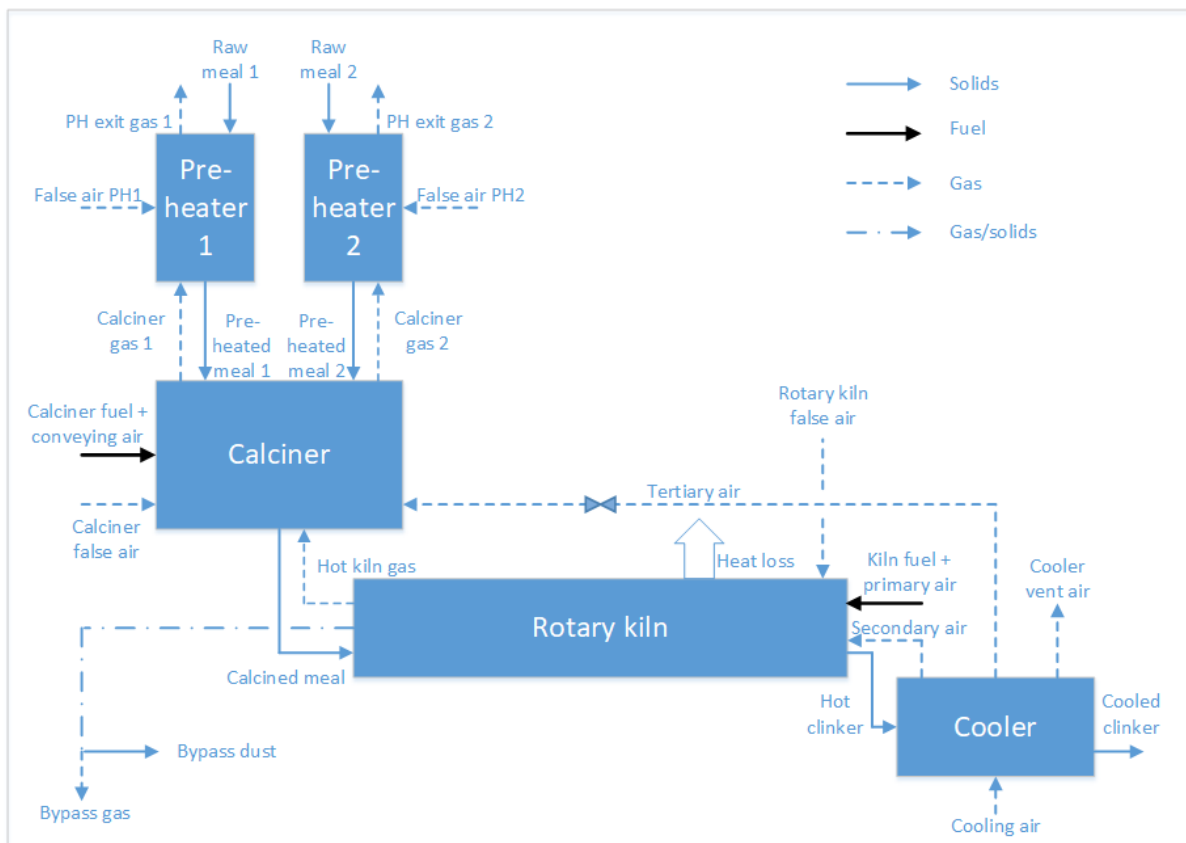 Raw
meal 1
Raw
meal 2
PH exit gas 1
PH exit gas 2
Solids
Fuel
Gas
Gas/solids
Pre-
heater
1
Pre-
heater
2
False air PH1
False air PH2
Calciner
gas 1
Pre-
heated
meal 1
Pre-
heated
meal 2
Calciner
gas 2
Calciner fuel +
conveying air
Calciner
Rotary kiln
false air
Tertiary air
Calciner
false air
Hot kiln gas
Heat loss
Kiln fuel +
primary air
Cooler
vent air
Rotary kiln
Secondary air
Calcined meal
Hot
clinker
Cooler
Cooled
clinker
Bypass dust
Bypass gas
Cooling air